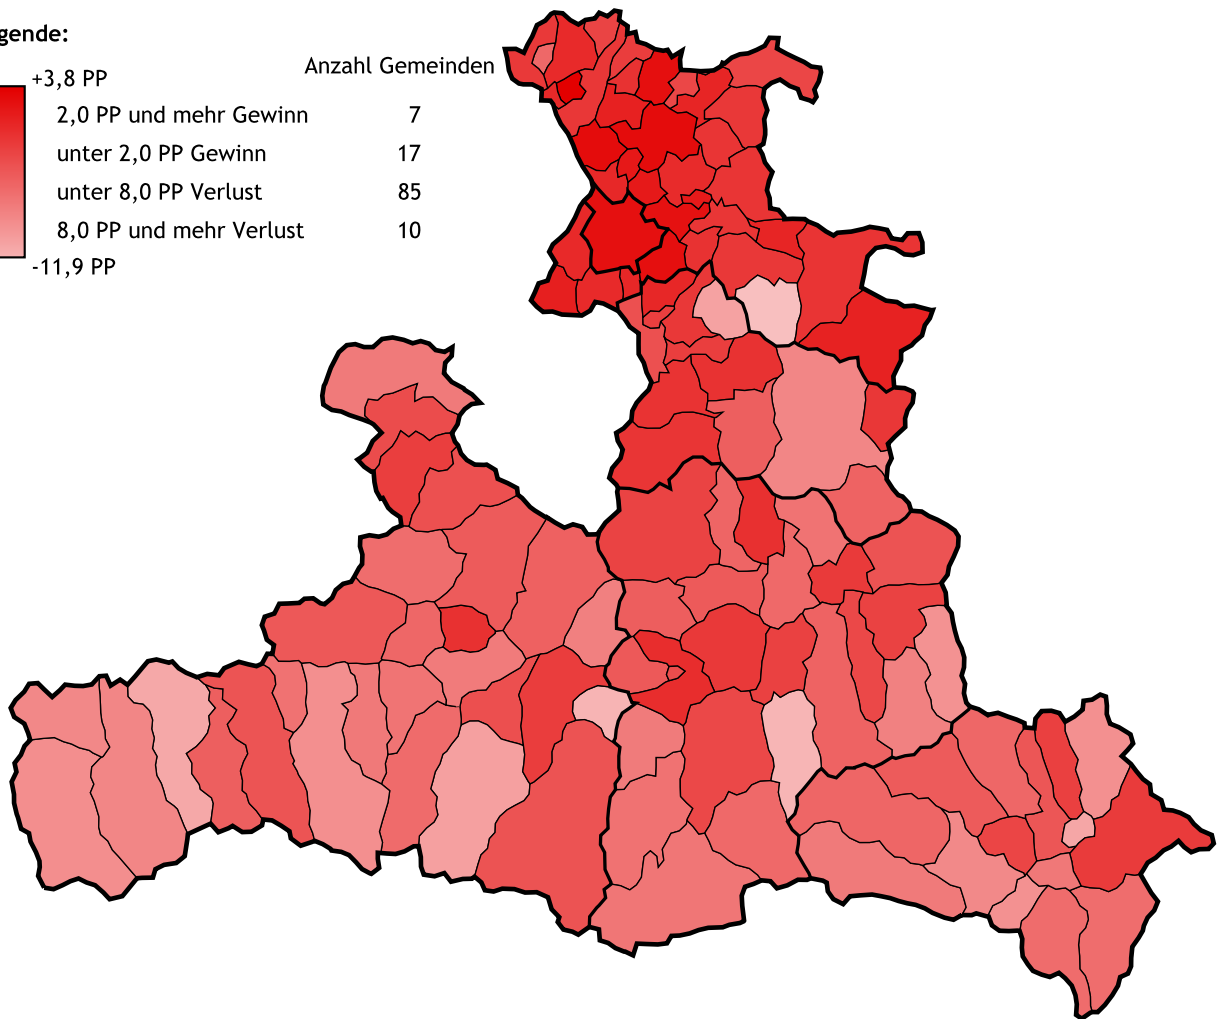 gende:
+3,8 PP
Anzahl Gemeinden
2,0 PP und mehr Gewinn 7
unter 2,0 PP Gewinn 17
unter 8,0 PP Verlust 85
8,0 PP und mehr Verlust 10
-11,9 PP